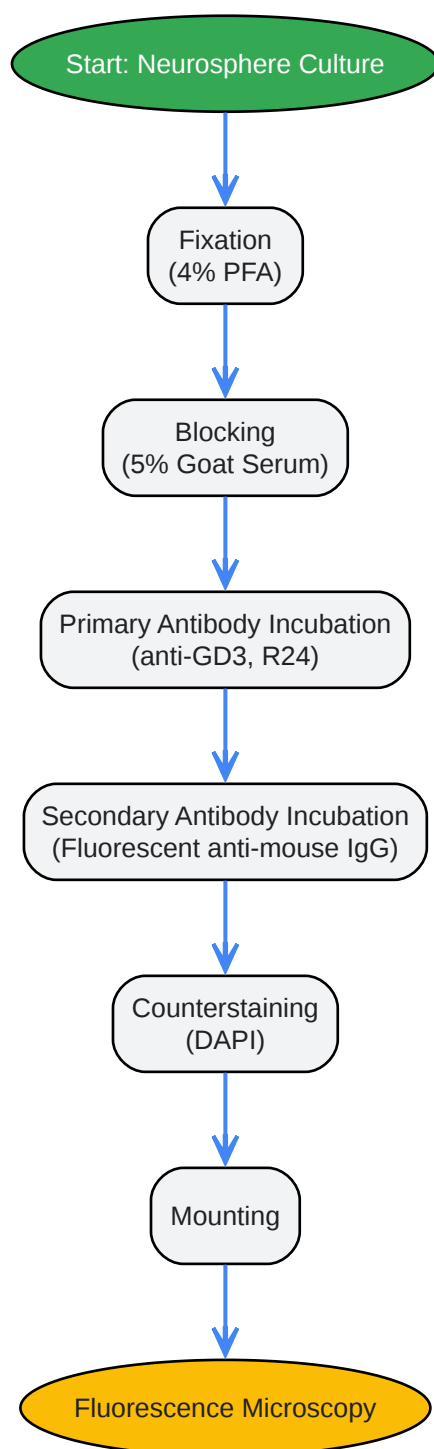 Start: Neurosphere Culture
Fixation
(4% PFA)
Blocking
(5% Goat Serum)
Primary Antibody Incubation
(anti-GD3, R24)
Secondary Antibody Incubation
(Fluorescent anti-mouse IgG)
Counterstaining
(DAPI)
Mounting
Fluorescence Microscopy